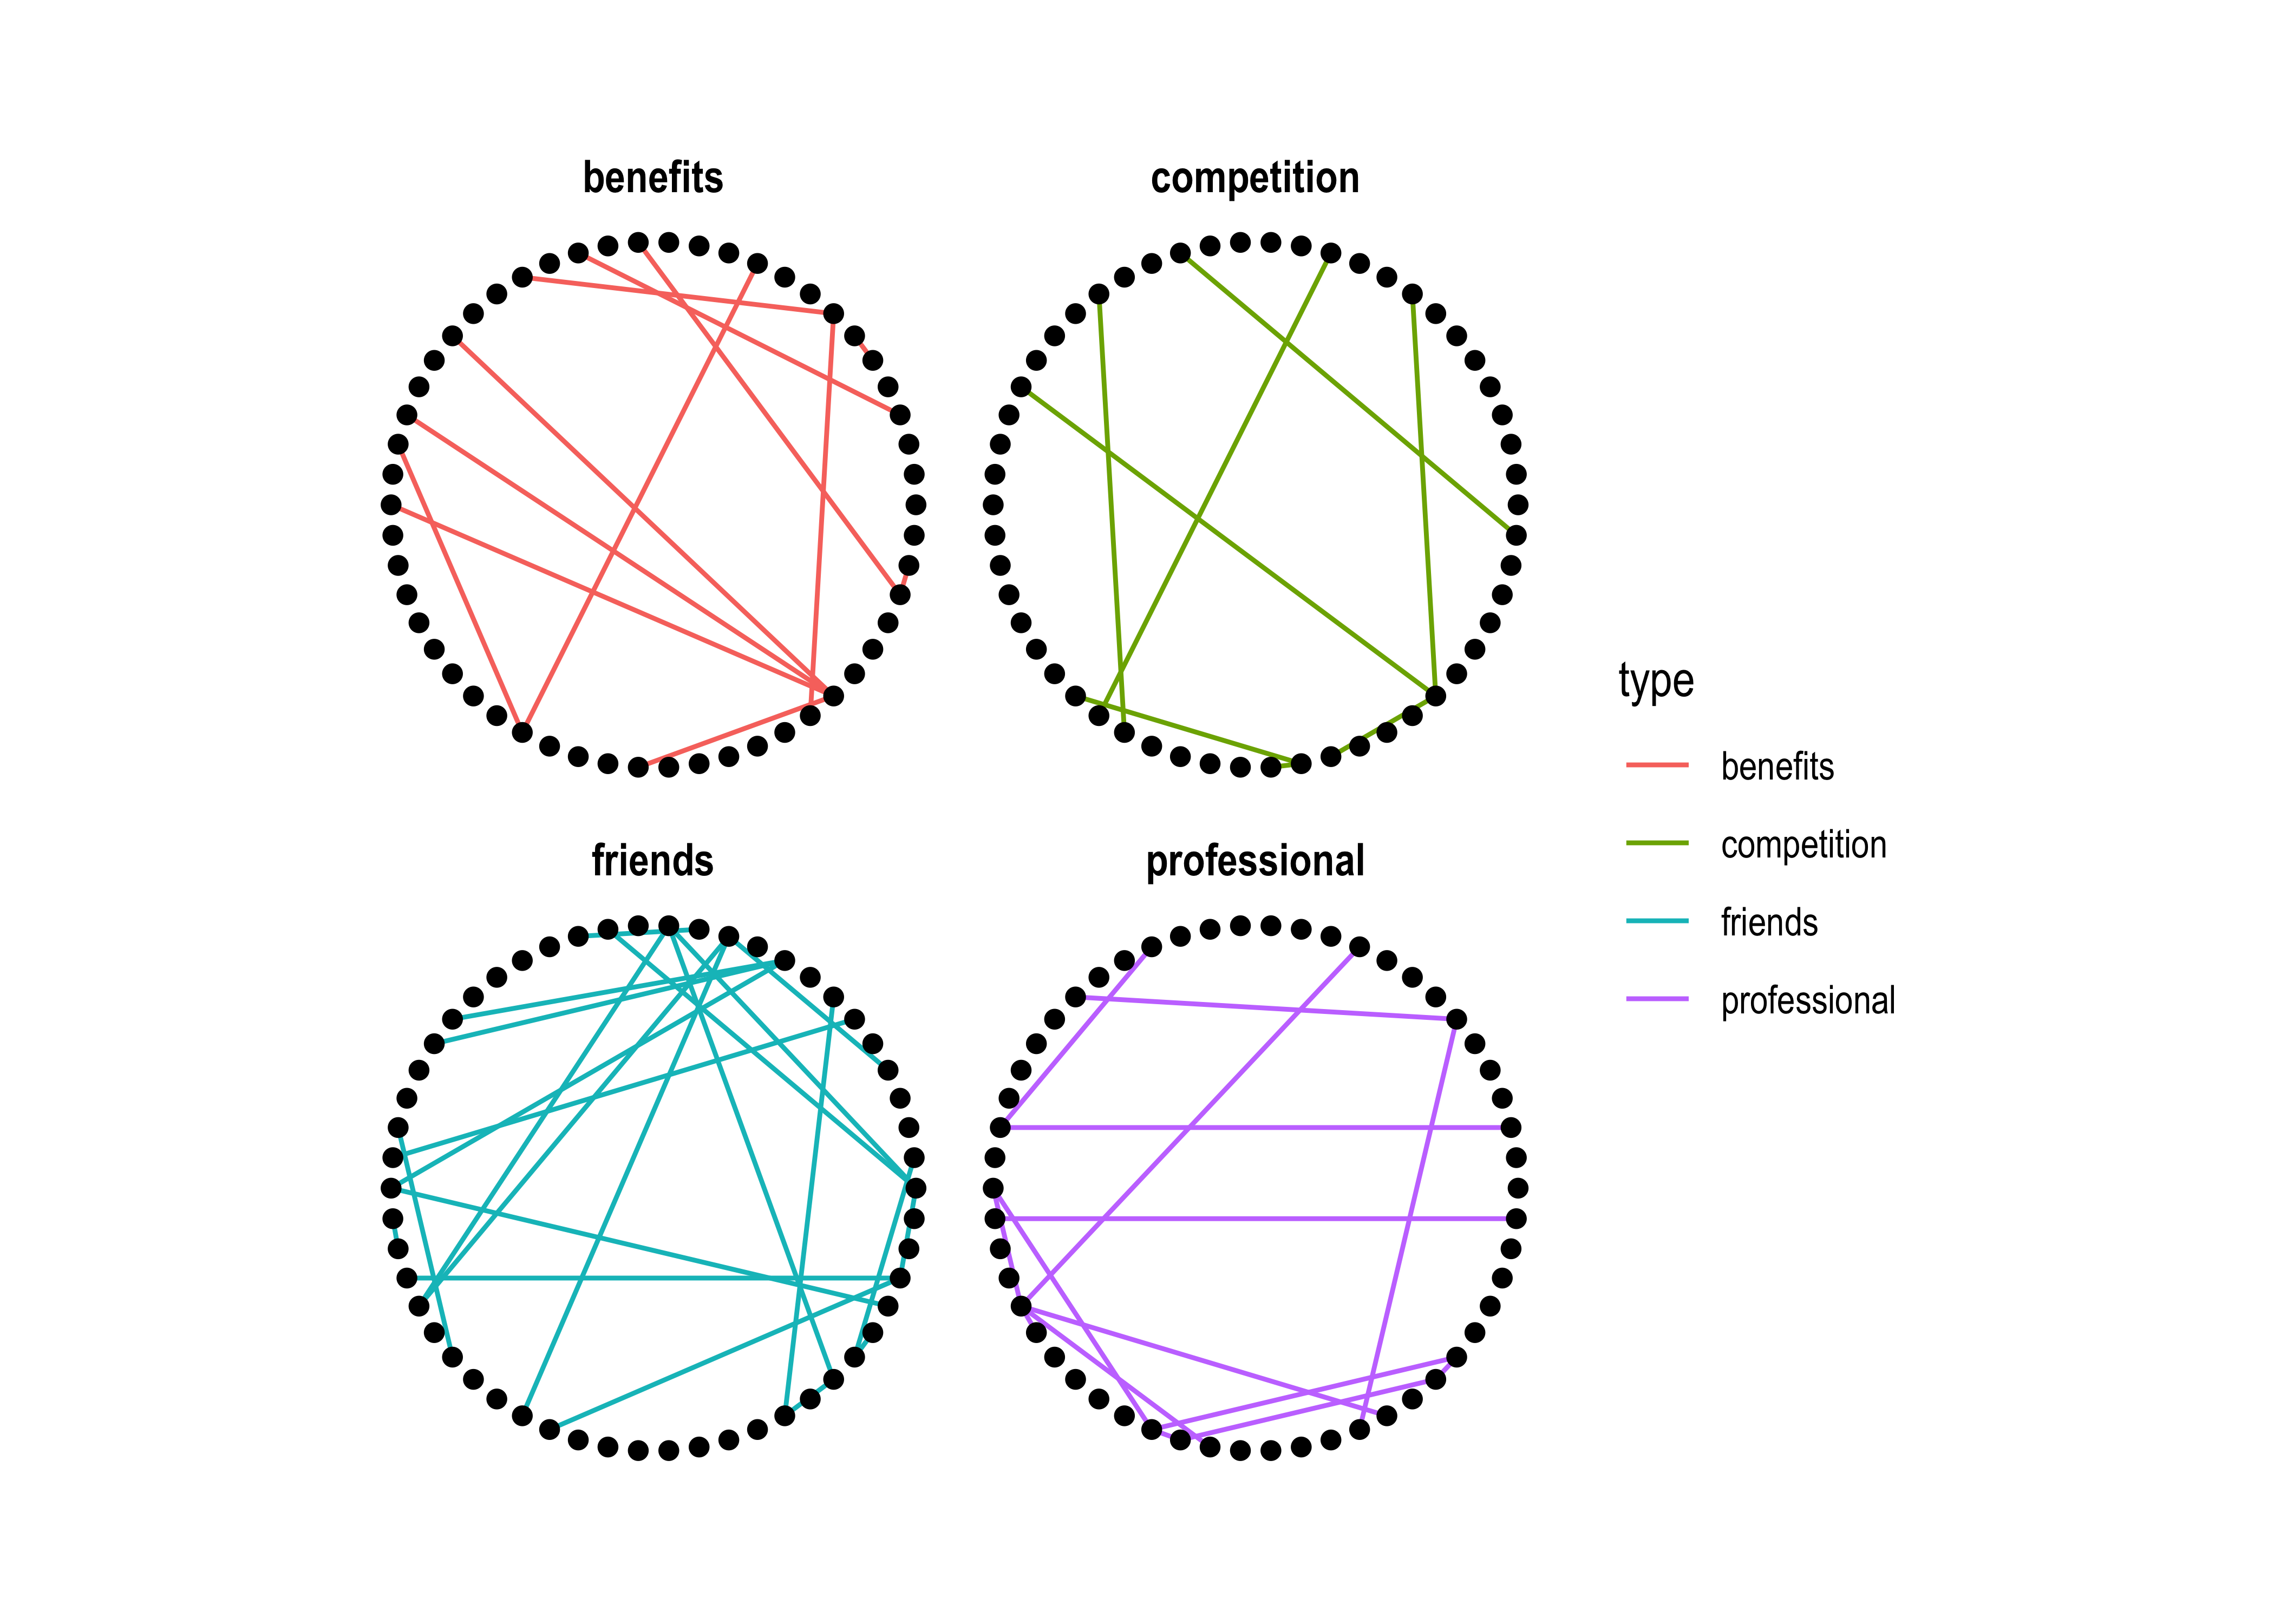 benefits
competition
friends
professional
type
benefits
competition
friends
professional